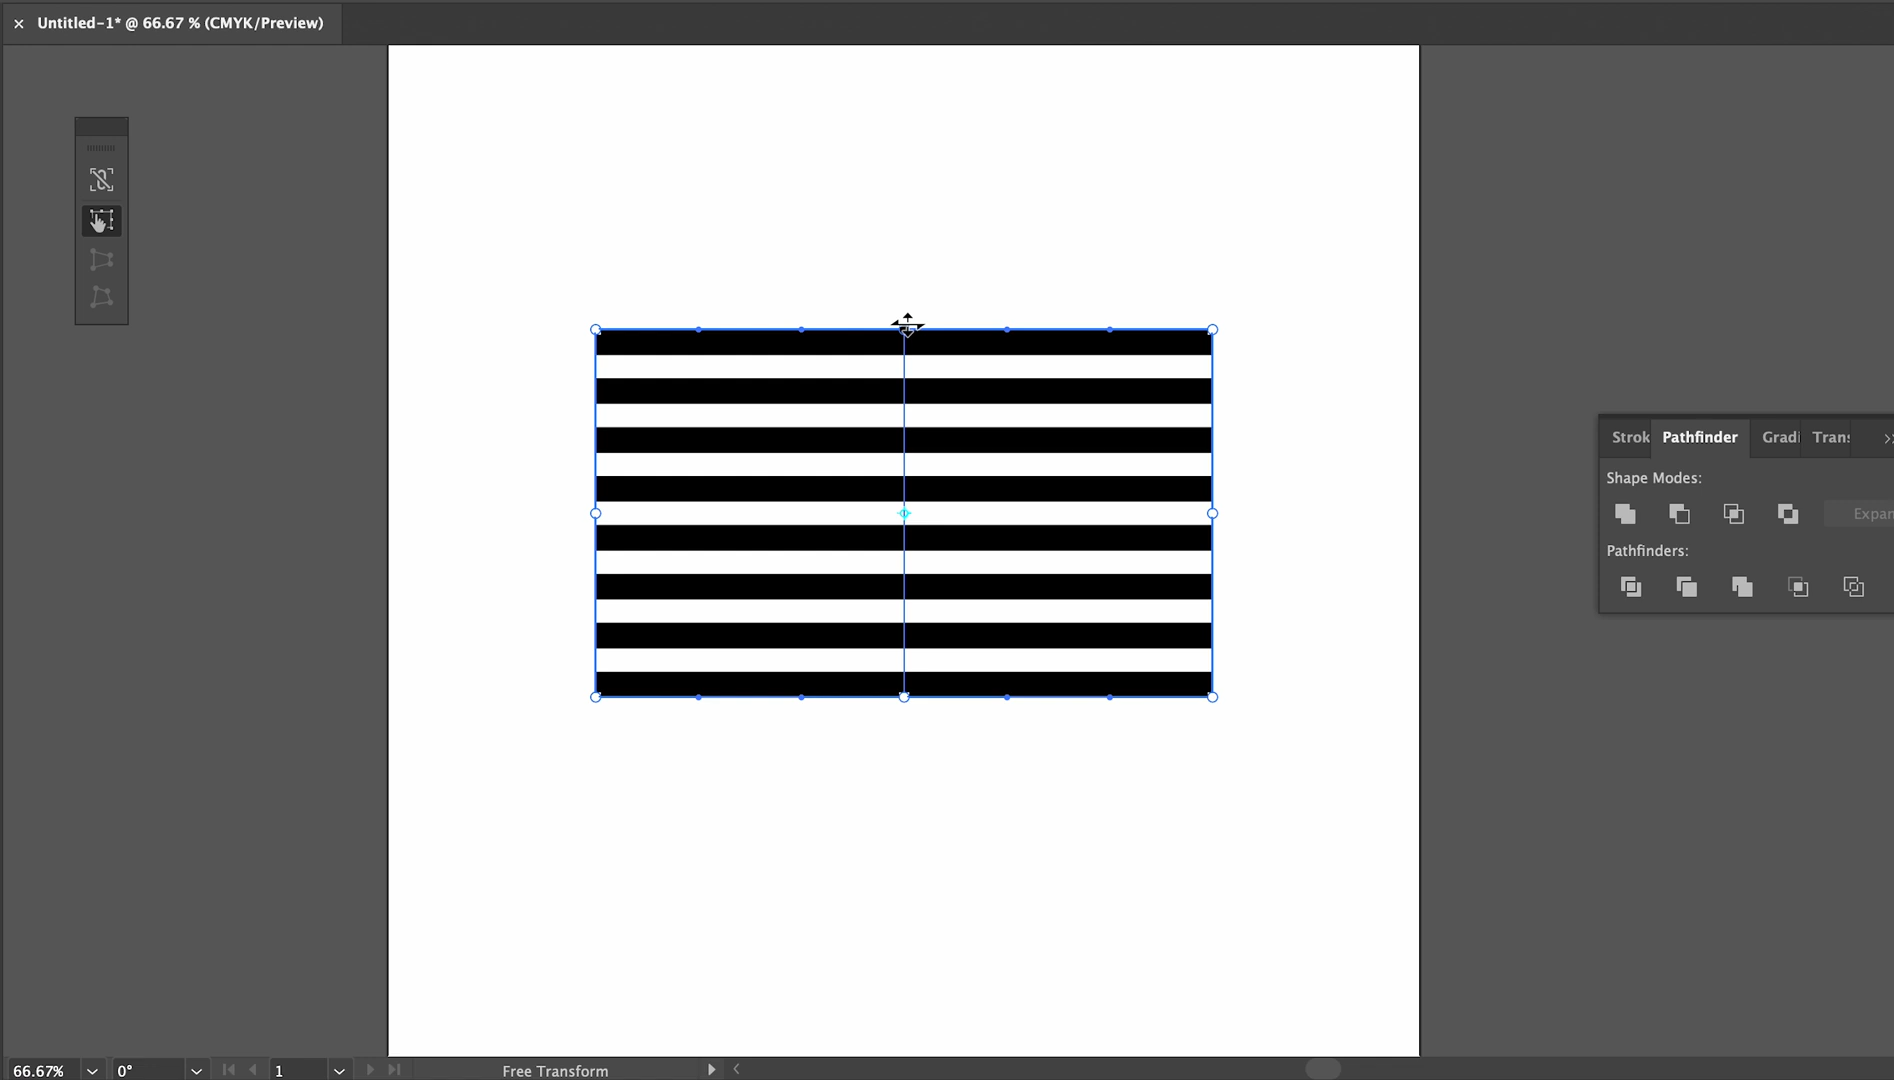 Untitled-1* @ 66.67 % (CMYK/Preview)
Strok Pathfinder Gradi Trans
Shape Modes:
Expan
Pathfinders:
66.67% 0° 1 Free Transform